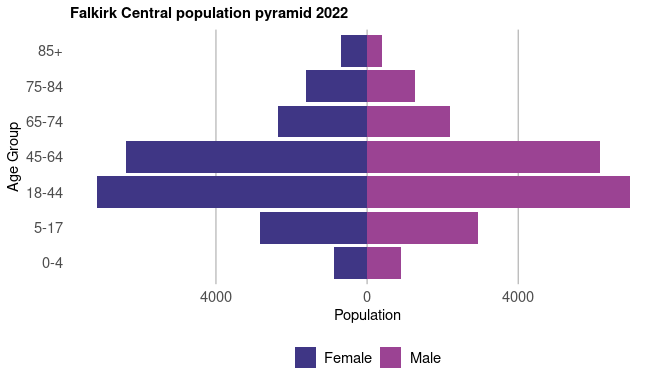 Falkirk Central population pyramid 2022
Age Group
85+
75-84
65-74
45-64
18-44
5-17
0-4
4000 0 4000
Population
Female Male